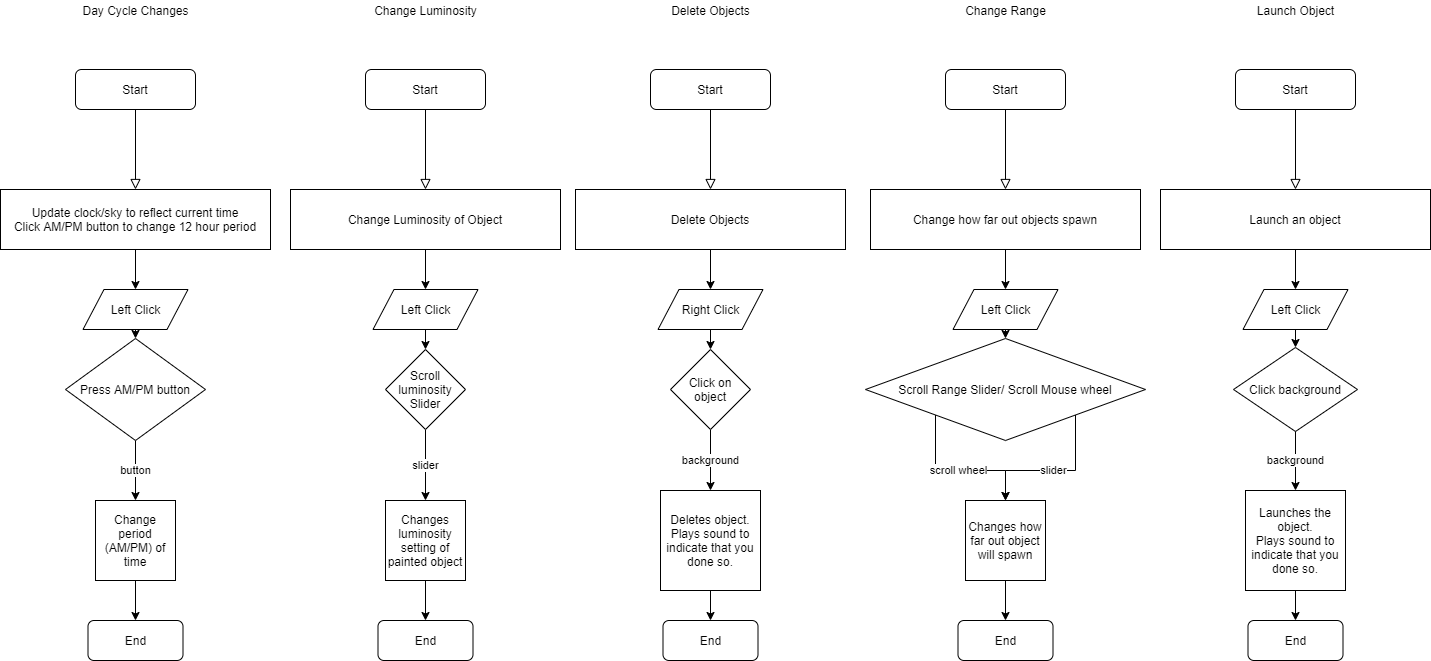 Day Cycle Changes
Start
Update clock/sky to reflect current time
Click AM/PM button to change 12 hour period
Left Click
Press AM/PM button
button
Change
period
(AM/PM) of
time
End
Change Luminosity
Start
Change Luminosity of Object
Left Click
Scroll
luminosity
Slider
slider
Changes
luminosity
setting of
painted object
End
Delete Objects
Start
Delete Objects
Right Click
Click on
object
background
Deletes object.
Plays sound to
indicate that you
done so.
End
Change Range
Start
Change how far out objects spawn
Left Click
Scroll Range Slider/ Scroll Mouse wheel
scroll wheel
slider
Changes how
far out object
will spawn
End
Launch Object
Start
Launch an object
Left Click
Click background
background
Launches the
object.
Plays sound to
indicate that you
done so.
End